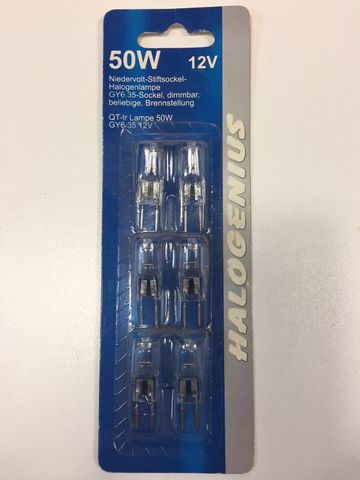 50W 12V
Niedervolt-Stiftsockel-
Halogenlampe
GY6.35-Sockel, dimmbar,
beliebige, Brennstellung
QT-tr Lampe 50W
GY6.35 12V
HALOGENIUS